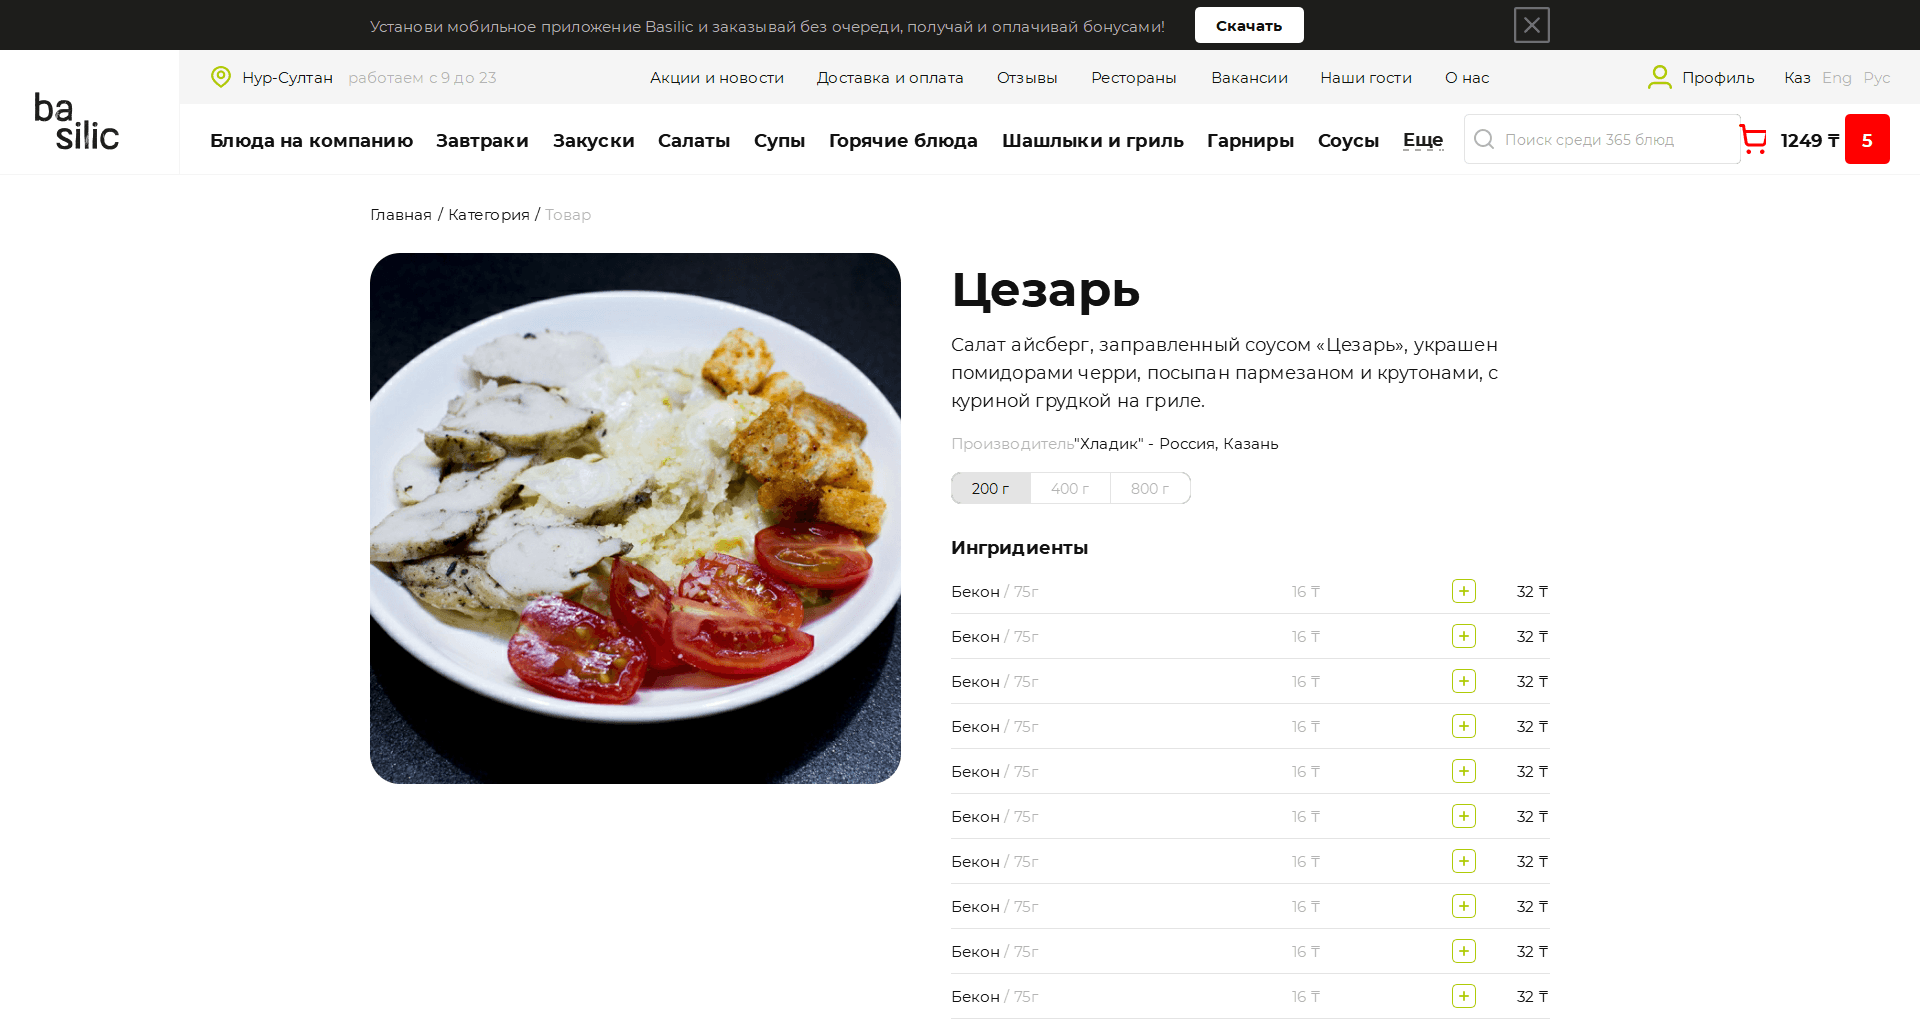 Установи мобильное приложение Basilic и заказывай без очереди, получай и оплачивай бонусами! Скачать
ba
silic
Нур-Султан работаем с 9 до 23 Акции и новости Доставка и оплата Отзывы Рестораны Вакансии Наши гости О нас Профиль Каз Eng Рус
Блюда на компанию Завтраки Закуски Салаты Супы Горячие блюда Шашлыки и гриль Гарниры Соусы Еще Поиск среди 365 блюд 1249 ₸ 5
Главная / Категория / Товар
Цезарь
Салат айсберг, заправленный соусом «Цезарь», украшен
помидорами черри, посыпан пармезаном и крутонами, с
куриной грудкой на гриле.
Производитель"Хладик" - Россия, Казань
200 г 400 г 800 г
Ингридиенты
Бекон / 75г 16 ₸ 32 ₸
Бекон / 75г 16 ₸ 32 ₸
Бекон / 75г 16 ₸ 32 ₸
Бекон / 75г 16 ₸ 32 ₸
Бекон / 75г 16 ₸ 32 ₸
Бекон / 75г 16 ₸ 32 ₸
Бекон / 75г 16 ₸ 32 ₸
Бекон / 75г 16 ₸ 32 ₸
Бекон / 75г 16 ₸ 32 ₸
Бекон / 75г 16 ₸ 32 ₸